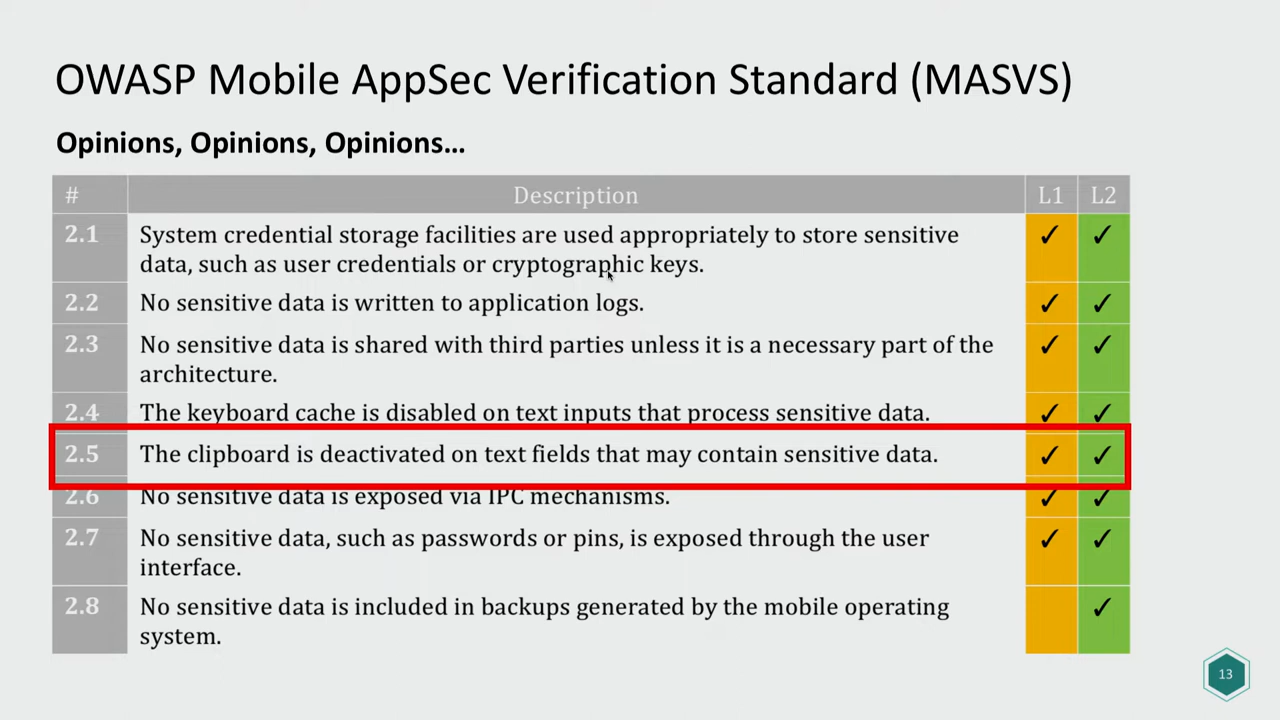 OWASP Mobile AppSec Verification Standard (MASVS)
Opinions, Opinions, Opinions…
# Description L1 L2
2.1 System credential storage facilities are used appropriately to store sensitive ✓ ✓
data, such as user credentials or cryptographic keys.
2.2 No sensitive data is written to application logs. ✓ ✓
2.3 No sensitive data is shared with third parties unless it is a necessary part of the ✓ ✓
architecture.
2.4 The keyboard cache is disabled on text inputs that process sensitive data. ✓ ✓
2.5 The clipboard is deactivated on text fields that may contain sensitive data. ✓ ✓
2.6 No sensitive data is exposed via IPC mechanisms. ✓ ✓
2.7 No sensitive data, such as passwords or pins, is exposed through the user ✓ ✓
interface.
2.8 No sensitive data is included in backups generated by the mobile operating ✓
system.
13